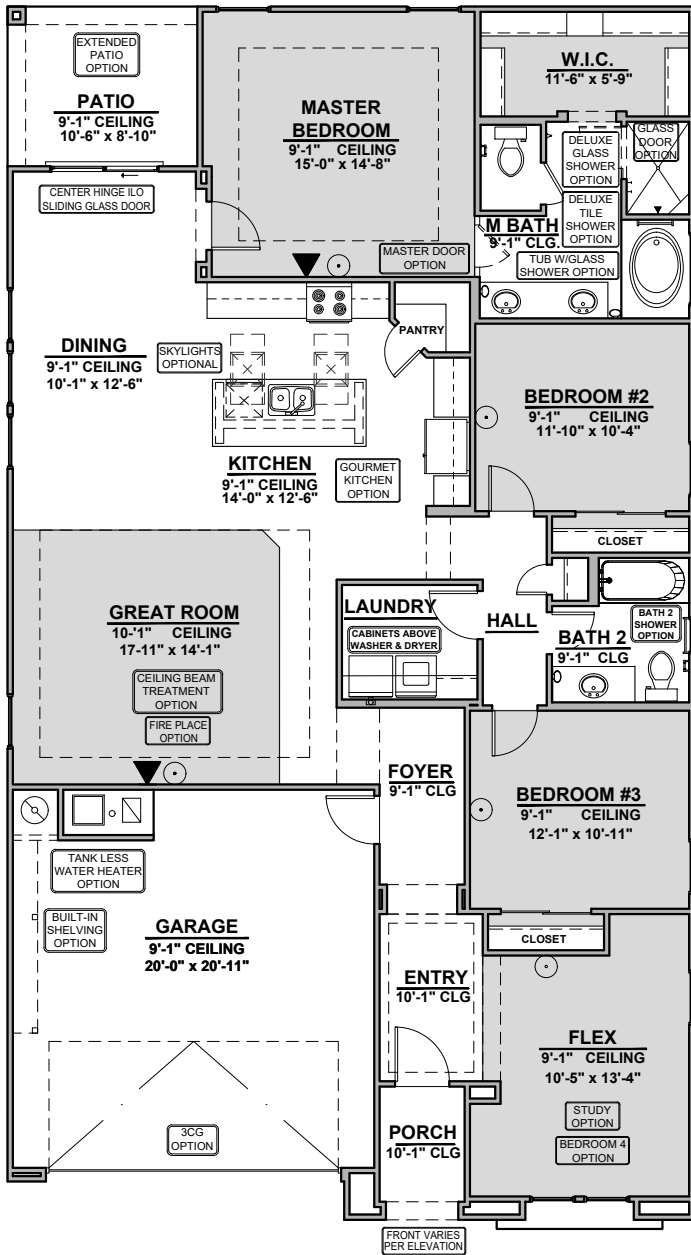 EXTENDED
PATIO
OPTION
PATIO
9'-1" CEILING
10'-6" x 8'-10"
MASTER
BEDROOM
9'-1" CEILING
15'-0" x 14'-8"
W.I.C.
11'-6" x 5'-9"
GLASS
DOOR
OPTION
DELUXE
GLASS
SHOWER
OPTION
DELUXE
TILE
SHOWER
OPTION
CENTER HINGE ILO
SLIDING GLASS DOOR
M BATH
9'-1" CLG.
TUB W/GLASS
SHOWER OPTION
MASTER DOOR
OPTION
PANTRY
DINING
9'-1" CEILING
10'-1" x 12'-6"
SKYLIGHTS
OPTIONAL
BEDROOM #2
9'-1" CEILING
11'-10" x 10'-4"
KITCHEN
9'-1" CEILING
14'-0" x 12'-6"
GOURMET
KITCHEN
OPTION
CLOSET
GREAT ROOM
10-'1" CEILING
17-11" x 14'-1"
CEILING BEAM
TREATMENT
OPTION
FIRE PLACE
OPTION
LAUNDRY
CABINETS ABOVE
WASHER & DRYER
HALL
BATH 2
SHOWER
OPTION
BATH 2
9'-1" CLG
FOYER
9'-1" CLG
BEDROOM #3
9'-1" CEILING
12'-1" x 10'-11"
TANK LESS
WATER HEATER
OPTION
BUILT-IN
SHELVING
OPTION
GARAGE
9'-1" CEILING
20'-0" x 20'-11"
CLOSET
ENTRY
10'-1" CLG
FLEX
9'-1" CEILING
10'-5" x 13'-4"
STUDY
OPTION
BEDROOM 4
OPTION
3CG
OPTION
PORCH
10'-1" CLG
FRONT VARIES
PER ELEVATION